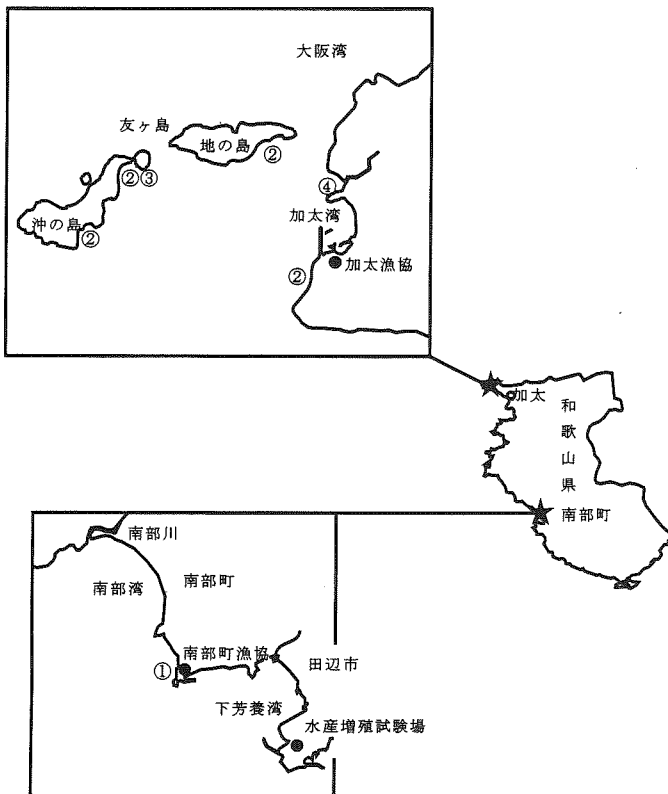 大阪湾
友ヶ島
地の島
②
②③
④
沖の島
加太湾
②
加太漁協
②
加太
和歌山県
南部町
南部川
南部湾
南部町
南部町漁協
①
田辺市
下芳養湾
水産増殖試験場